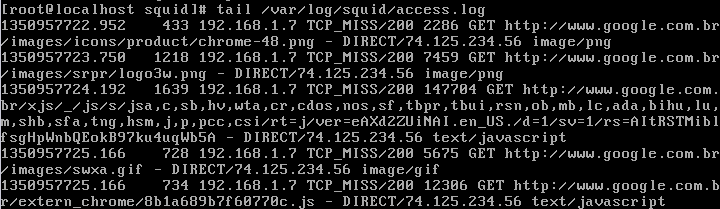 [root@localhost squid]# tail /var/log/squid/access.log
1350957722.952    433 192.168.1.7 TCP_MISS/200 2286 GET http://www.google.com.br
/images/icons/product/chrome-48.png - DIRECT/74.125.234.56 image/png
1350957723.750   1218 192.168.1.7 TCP_MISS/200 7459 GET http://www.google.com.br
/images/srpr/logo3w.png - DIRECT/74.125.234.56 image/png
1350957724.192   1639 192.168.1.7 TCP_MISS/200 147704 GET http://www.google.com.
br/xjs/_/js/s/jsa,c,sb,hv,wta,cr,cdos,nos,sf,tbpr,tbui,rsn,ob,mb,lc,ada,bihu,lu,
m,shb,sfa,tng,hsm,j,p,pcc,csi/rt=j/ver=eAXd2ZUiNAI.en_US./d=1/sv=1/rs=AItRSTMibl
fsgHpWnbQEokB97ku4uqWb5A - DIRECT/74.125.234.56 text/javascript
1350957725.166    728 192.168.1.7 TCP_MISS/200 5675 GET http://www.google.com.br
/images/swxa.gif - DIRECT/74.125.234.56 image/gif
1350957725.166    734 192.168.1.7 TCP_MISS/200 12306 GET http://www.google.com.b
r/extern_chrome/8b1a689b7f60770c.js - DIRECT/74.125.234.56 text/javascript